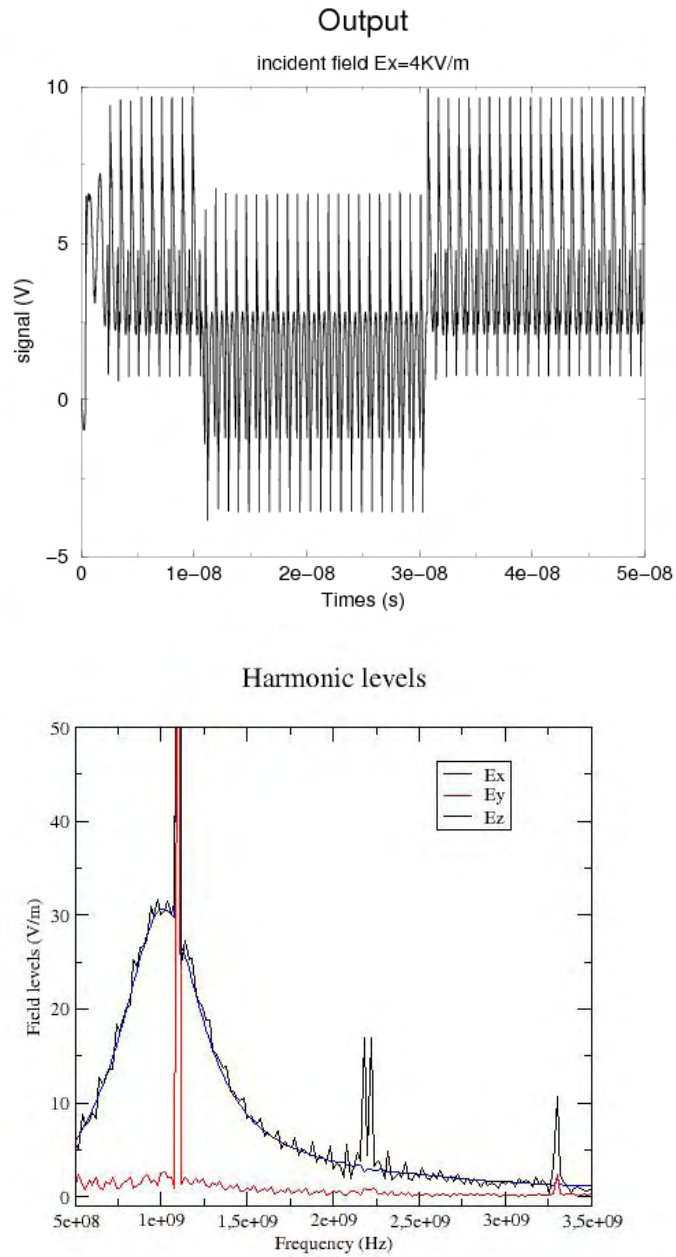 Output
incident field Ex=4KV/m
10
5
0
−5
signal (V)
0
1e−08
2e−08
3e−08
4e−08
5e−08
Times (s)
Harmonic levels
50
40
30
20
10
0
Field levels (V/m)
Ex
Ey
Ez
5e+08
1e+09
1,5e+09
2e+09
2,5e+09
3e+09
3,5e+09
Frequency (Hz)